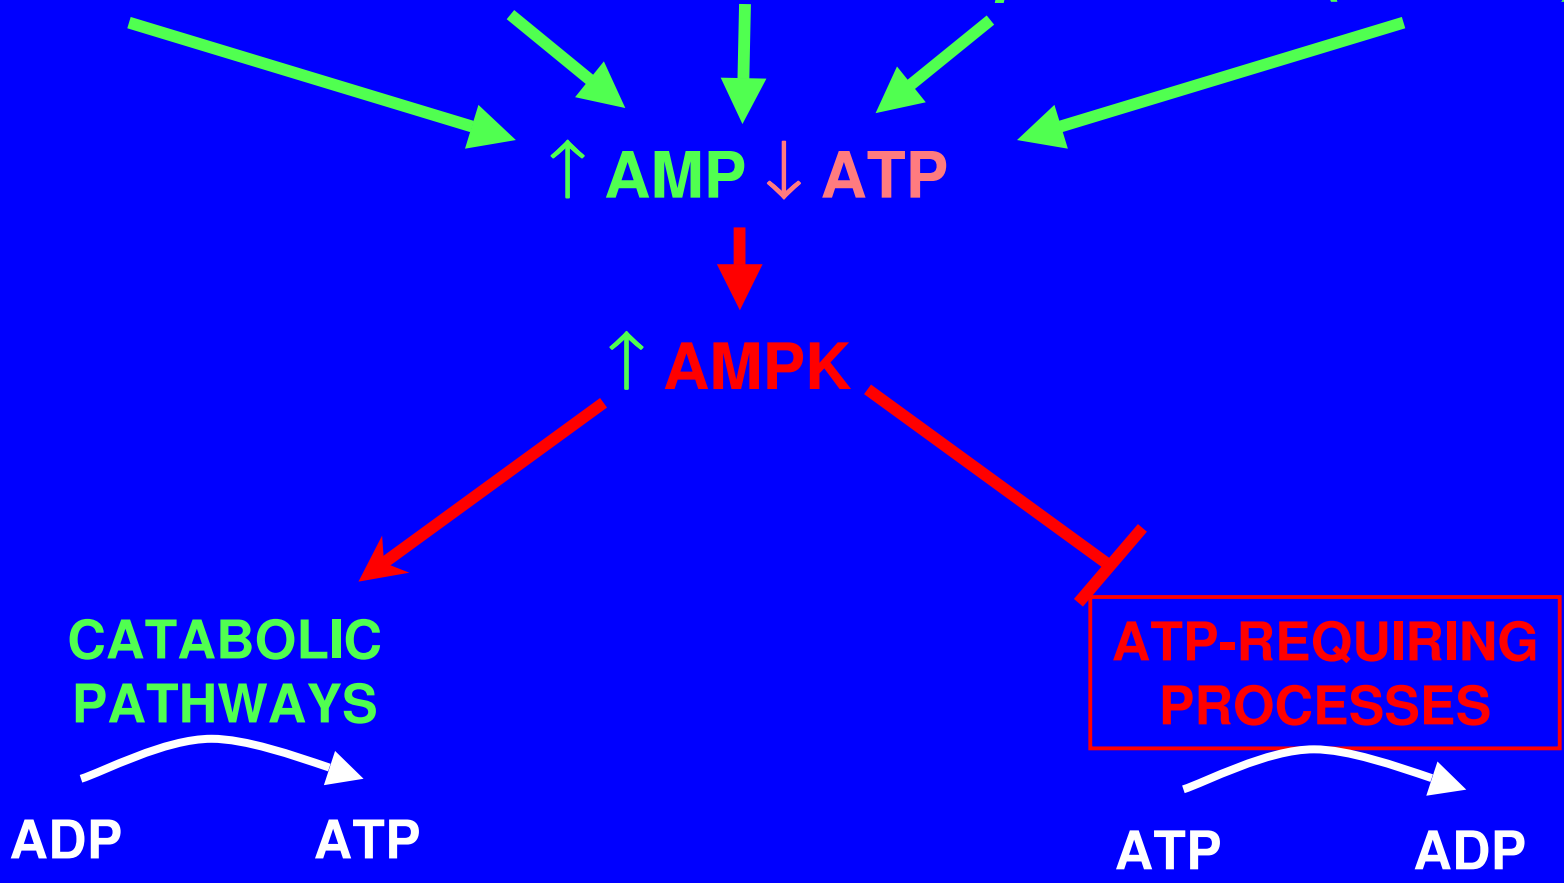 ↑ AMP ↓ ATP
↑ AMPK
CATABOLIC
PATHWAYS
ADP ATP
ATP-REQUIRING
PROCESSES
ATP ADP